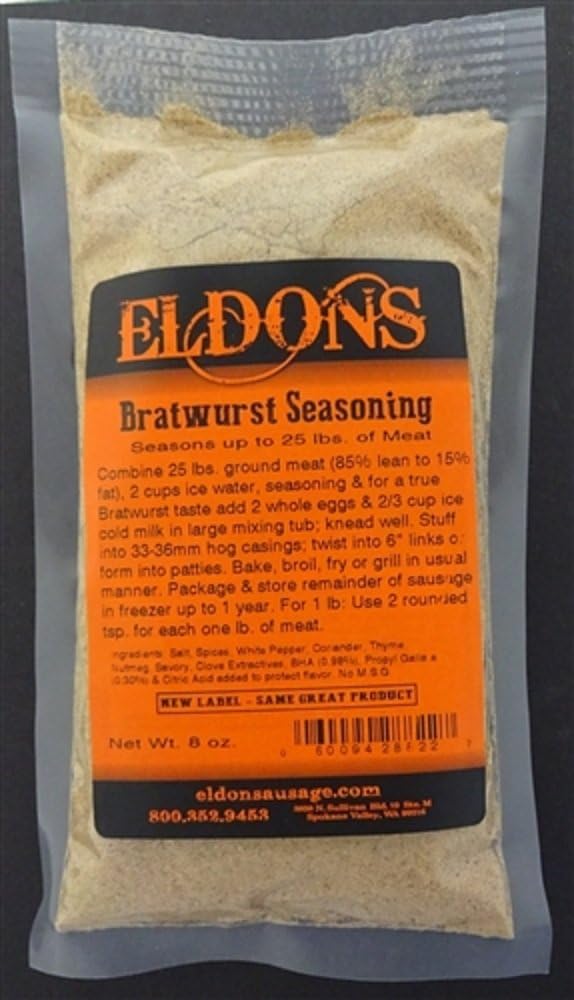 ELDONS
Bratwurst Seasoning
Seasons up to 25 lbs. of Meat
Combine 25 lbs. ground meat (85% lean to 15%
fat), 2 cups ice water, seasoning & for a true
Bratwurst taste add 2 whole eggs & 2/3 cup ice
cold milk in large mixing tub; knead well. Stuff
into 33-36mm hog casings; twist into 6" links or
form into patties. Bake, broil, fry or grill in usual
manner. Package & store remainder of sausage
in freezer up to 1 year. For 1 lb: Use 2 rounded
tsp. for each one lb. of meat.
Ingredients: Salt, Spices, White Pepper, Coriander, Thyme,
Nutmeg, Savory, Clove Extractives, BHA (0.98%), Propyl Gallate
(0.30%) & Citric Acid added to protect flavor. No M.S.G.
NEW LABEL - SAME GREAT PRODUCT
Net Wt. 8 oz.
0 60094 28822 7
eldonsausage.com
800.352.9453
N. Sullivan Bld. Ste. M
Spokane Valley, WA